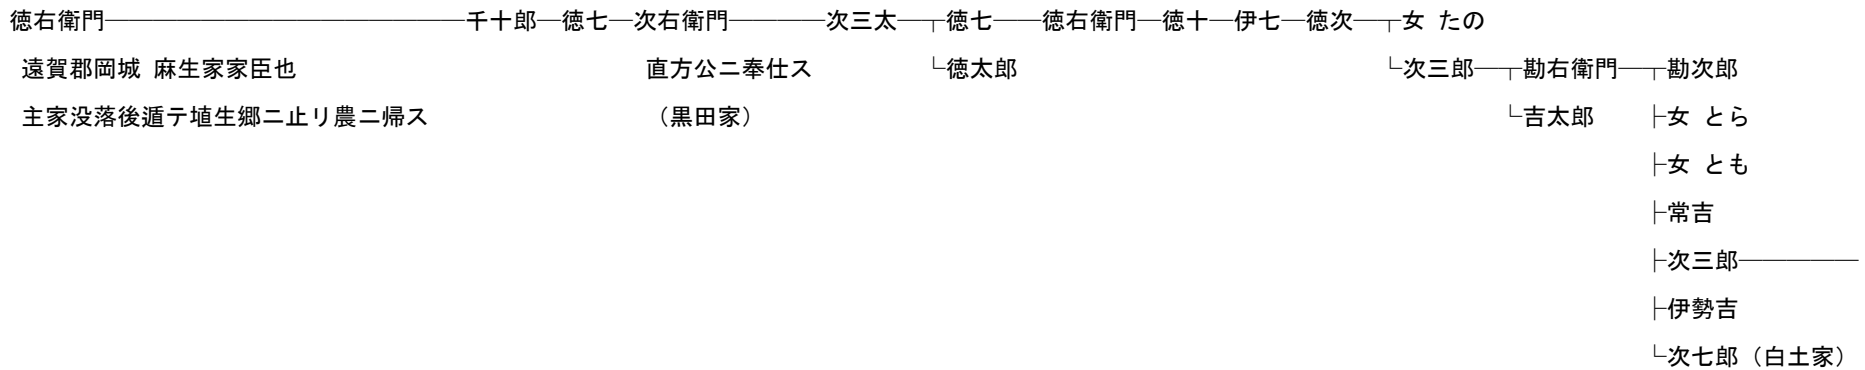 徳右衛門────────────────千十郎─徳七─次右衛門────次三太─┬徳七──徳右衛門─徳十─伊七─徳次─┬女 たの
遠賀郡岡城 麻生家家臣也 直方公ニ奉仕ス └徳太郎 └次三郎─┬勘右衛門─┬勘次郎
主家没落後遁テ埴生郷ニ止リ農ニ帰ス （黒田家） └吉太郎 ├女 とら
├女 とも
├常吉
├次三郎─────
├伊勢吉
└次七郎（白土家）